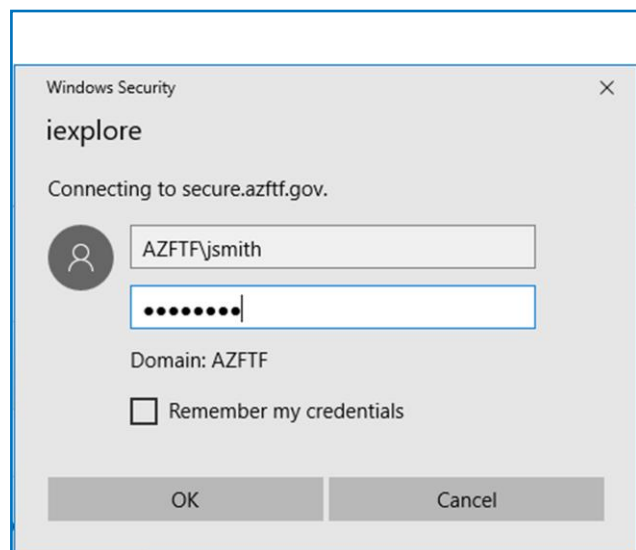 Windows Security
iexplore
Connecting to secure.azftf.gov.
AZFTF\jsmith
••••••••
Domain: AZFTF
Remember my credentials
OK Cancel